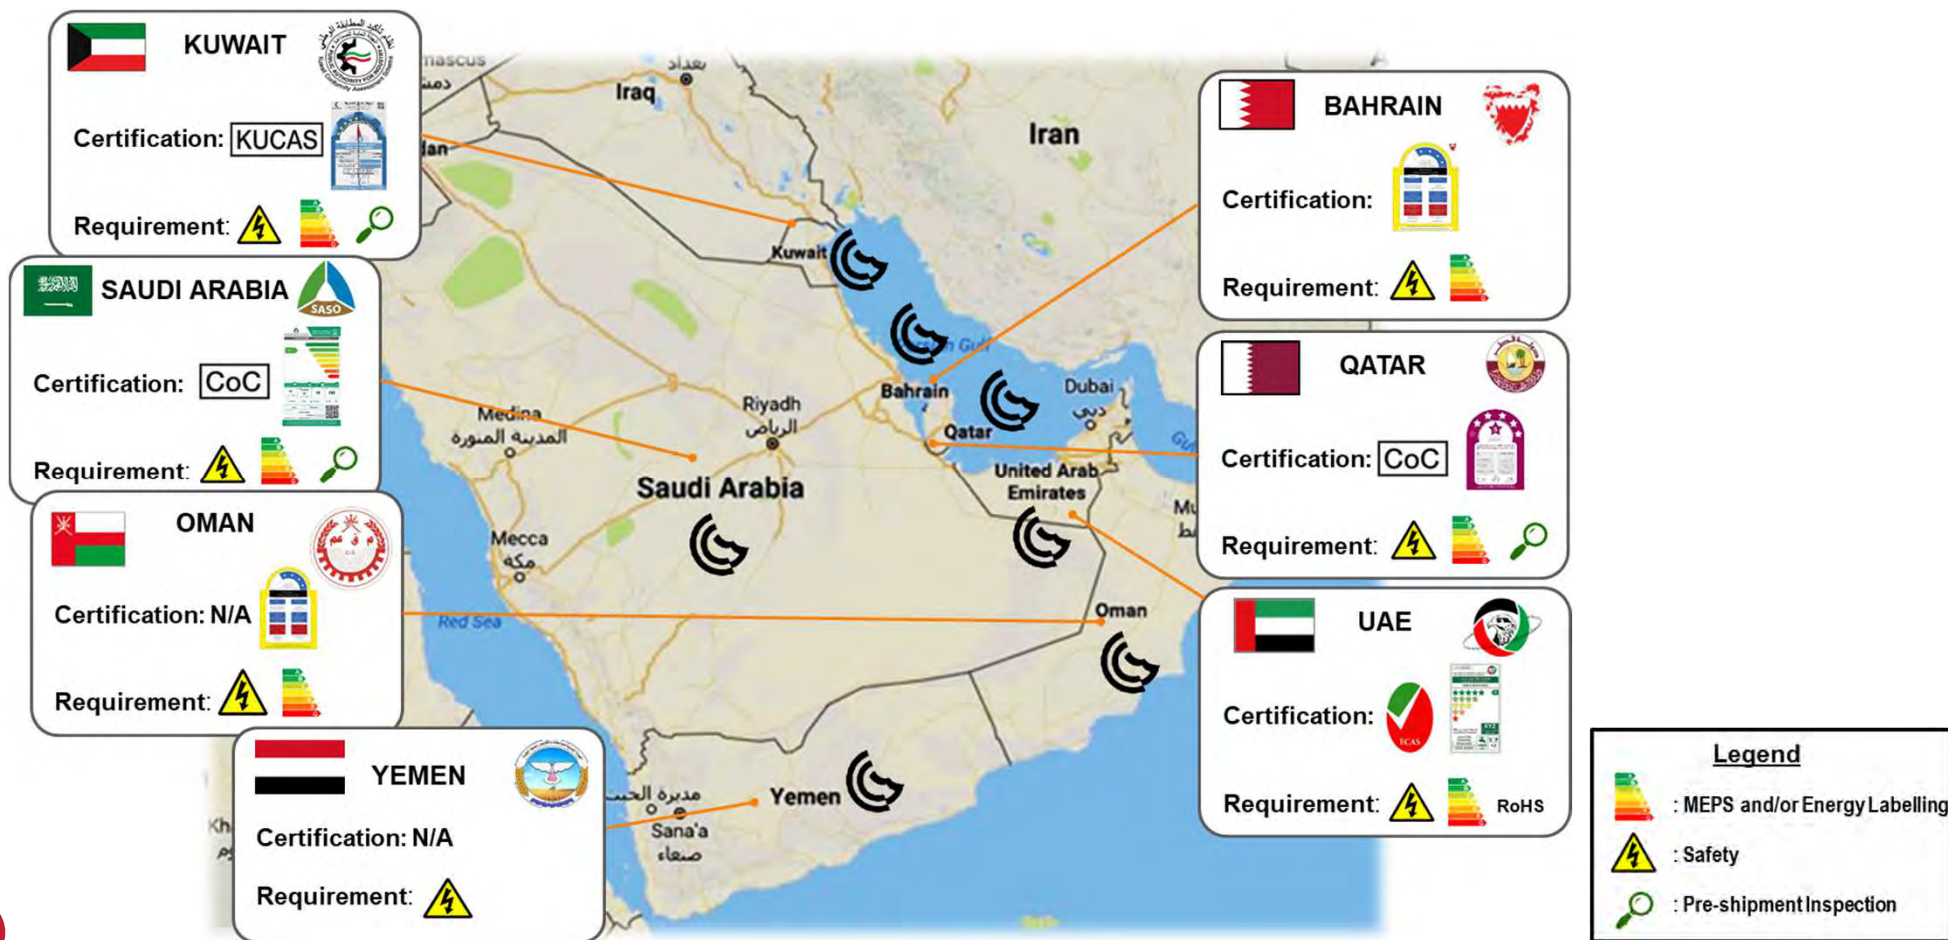 KUWAIT
Certification: KUCAS
Requirement:
SAUDI ARABIA
SASO
Certification: CoC
Requirement:
OMAN
Certification: N/A
Requirement:
YEMEN
Certification: N/A
Requirement:
BAHRAIN
Certification:
Requirement:
QATAR
Certification: CoC
Requirement:
UAE
Certification:
ECAS
Requirement: RoHS
بغداد
Iraq
Iran
Kuwait
Bahrain
Dubai
دبي
Medina
المدينة المنورة
Riyadh
الرياض
Qatar
United Arab
Emirates
Saudi Arabia
Mecca
مكة
Red Sea
Oman
Yemen
Sana'a
صنعاء
Legend
: MEPS and/or Energy Labelling
: Safety
: Pre-shipment Inspection